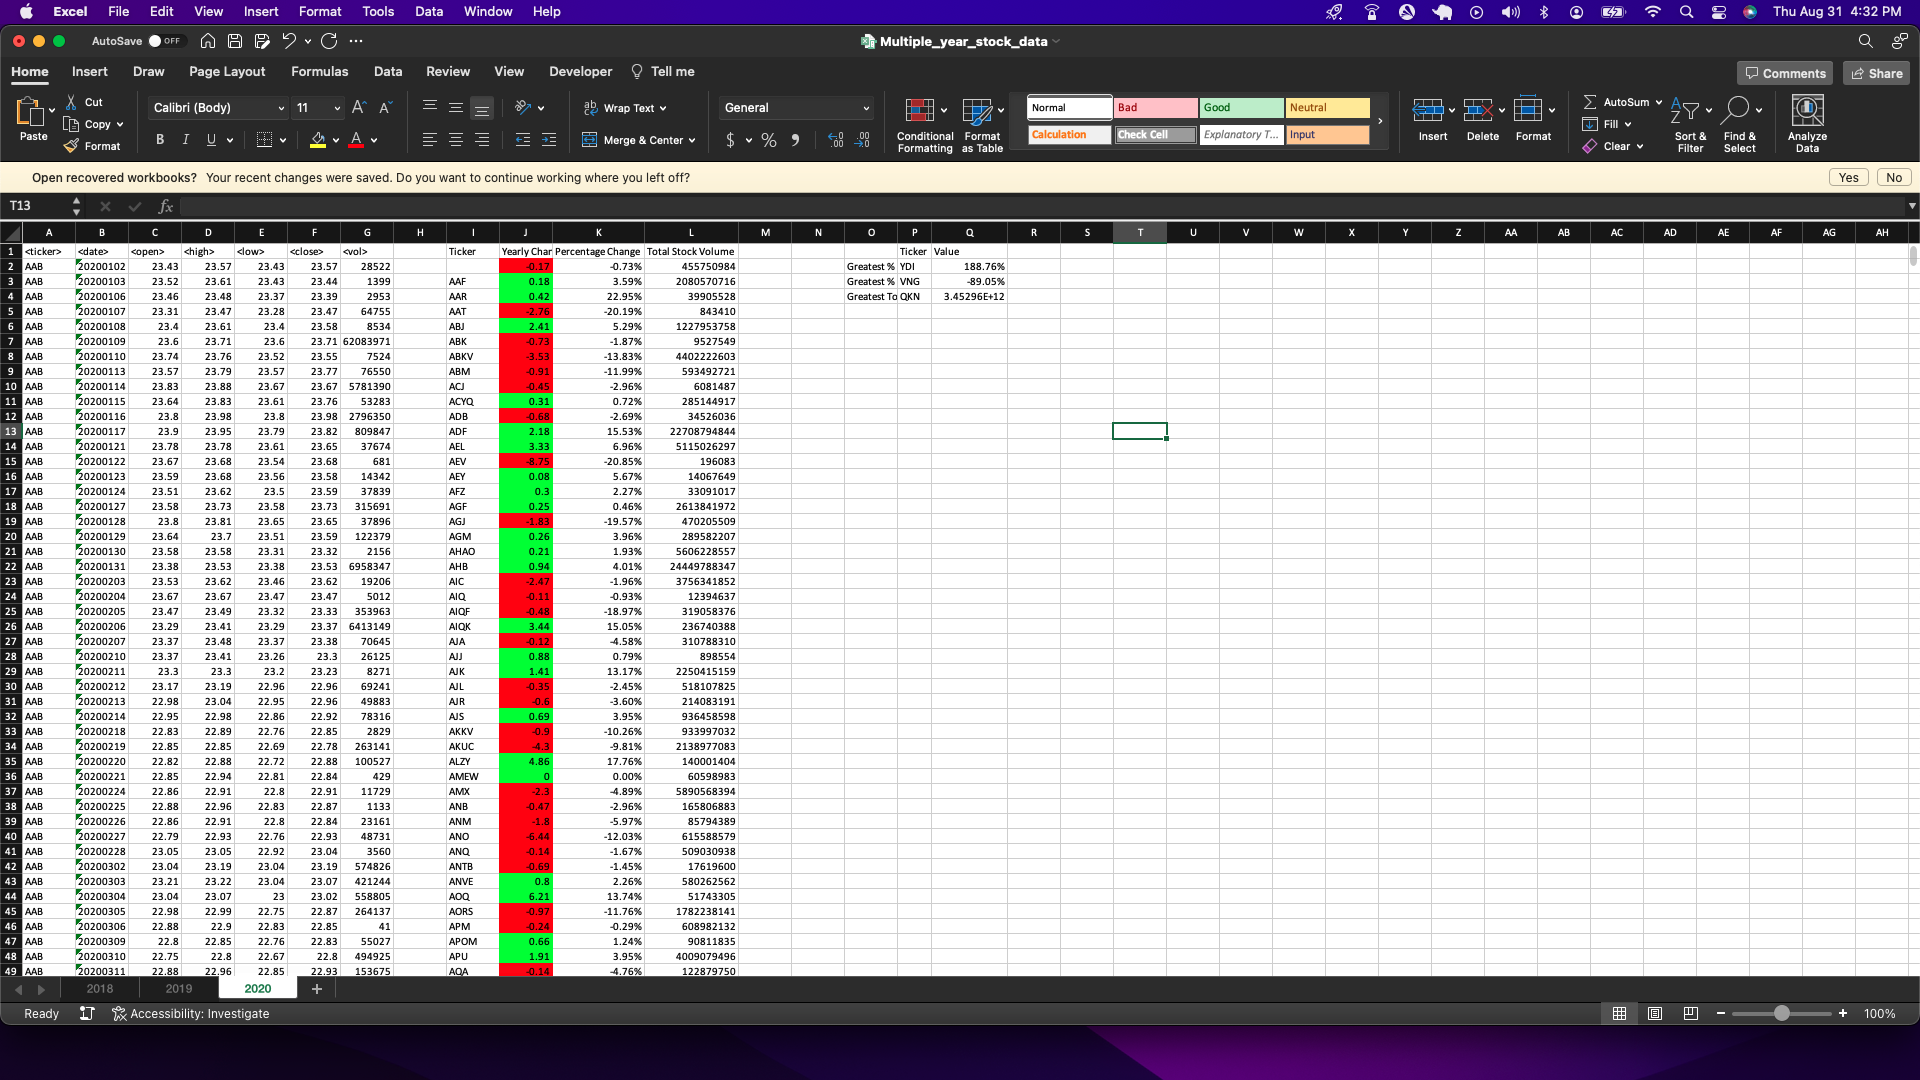 Excel File Edit View Insert Format Tools Data Window Help Thu Aug 31 4:32 PM
AutoSave OFF Multiple_year_stock_data
Home Insert Draw Page Layout Formulas Data Review View Developer Tell me Comments Share
Paste Cut Copy Format
Calibri (Body) 11 Wrap Text General
B I U Merge & Center $ % 9
Conditional Formatting Format as Table
Normal Bad Good Neutral
Calculation Check Cell Explanatory T... Input
Insert Delete Format
AutoSum Fill Clear
Sort & Filter Find & Select Analyze Data
Open recovered workbooks? Your recent changes were saved. Do you want to continue working where you left off? Yes No
T13 fx
A B C D E F G H I J K L M N O P Q R S T U V W X Y Z AA AB AC AD AE AF AG AH
1 <ticker> <date> <open> <high> <low> <close> <vol> Ticker Yearly Char Percentage Change Total Stock Volume Ticker Value
2 AAB 20200102 23.43 23.57 23.43 23.57 28522 -0.17 -0.73% 455750984 Greatest % YDI 188.76%
3 AAB 20200103 23.52 23.61 23.43 23.44 1399 AAF 0.18 3.59% 2080570716 Greatest % VNG -89.05%
4 AAB 20200106 23.46 23.48 23.37 23.39 2953 AAR 0.42 22.95% 39905528 Greatest To QKN 3.45296E+12
5 AAB 20200107 23.31 23.47 23.28 23.47 64755 AAT -2.76 -20.19% 843410
6 AAB 20200108 23.4 23.61 23.4 23.58 8534 ABJ 2.41 5.29% 1227953758
7 AAB 20200109 23.6 23.71 23.6 23.71 62083971 ABK -0.73 -1.87% 9527549
8 AAB 20200110 23.74 23.76 23.52 23.55 7524 ABKV -3.53 -13.83% 4402222603
9 AAB 20200113 23.57 23.79 23.57 23.77 76550 ABM -0.91 -11.99% 593492721
10 AAB 20200114 23.83 23.88 23.67 23.67 5781390 ACJ -0.45 -2.96% 6081487
11 AAB 20200115 23.64 23.83 23.61 23.76 53283 ACYQ 0.31 0.72% 285144917
12 AAB 20200116 23.8 23.98 23.8 23.98 2796350 ADB -0.68 -2.69% 34526036
13 AAB 20200117 23.9 23.95 23.79 23.82 809847 ADF 2.18 15.53% 22708794844
14 AAB 20200121 23.78 23.78 23.61 23.65 37674 AEL 3.33 6.96% 5115026297
15 AAB 20200122 23.67 23.68 23.54 23.68 681 AEV -8.75 -20.85% 196083
16 AAB 20200123 23.59 23.68 23.56 23.58 14342 AEY 0.08 5.67% 14067649
17 AAB 20200124 23.51 23.62 23.5 23.59 37839 AFZ 0.3 2.27% 33091017
18 AAB 20200127 23.58 23.73 23.58 23.73 315691 AGF 0.25 0.46% 2613841972
19 AAB 20200128 23.8 23.81 23.65 23.65 37896 AGJ -1.83 -19.57% 470205509
20 AAB 20200129 23.64 23.7 23.51 23.59 122379 AGM 0.26 3.96% 289582207
21 AAB 20200130 23.58 23.58 23.31 23.32 2156 AHAO 0.21 1.93% 5606228557
22 AAB 20200131 23.38 23.53 23.38 23.53 6958347 AHB 0.94 4.01% 24449788347
23 AAB 20200203 23.53 23.62 23.46 23.62 19206 AIC -2.47 -1.96% 3756341852
24 AAB 20200204 23.67 23.67 23.47 23.47 5012 AIQ -0.11 -0.93% 12394637
25 AAB 20200205 23.47 23.49 23.32 23.33 353963 AIQF -0.48 -18.97% 319058376
26 AAB 20200206 23.29 23.41 23.29 23.37 6413149 AIQK 3.44 15.05% 236740388
27 AAB 20200207 23.37 23.48 23.37 23.38 70645 AJA -0.12 -4.58% 310788310
28 AAB 20200210 23.37 23.41 23.26 23.3 26125 AJJ 0.88 0.79% 898554
29 AAB 20200211 23.3 23.3 23.2 23.23 8271 AJK 1.41 13.17% 2250415159
30 AAB 20200212 23.17 23.19 22.96 22.96 69241 AJL -0.35 -2.45% 518107825
31 AAB 20200213 22.98 23.04 22.95 22.96 49883 AJR -0.6 -3.60% 214083191
32 AAB 20200214 22.95 22.98 22.86 22.92 78316 AJS 0.69 3.95% 936458598
33 AAB 20200218 22.83 22.89 22.76 22.85 2829 AKKV -0.9 -10.26% 933997032
34 AAB 20200219 22.85 22.85 22.69 22.78 263141 AKUC -4.3 -9.81% 2138977083
35 AAB 20200220 22.82 22.88 22.72 22.88 100527 ALZY 4.86 17.76% 140001404
36 AAB 20200221 22.85 22.94 22.81 22.84 429 AMEW 0 0.00% 60598983
37 AAB 20200224 22.86 22.91 22.8 22.91 11729 AMX -2.3 -4.89% 5890568394
38 AAB 20200225 22.88 22.96 22.83 22.87 1133 ANB -0.47 -2.96% 165806883
39 AAB 20200226 22.86 22.91 22.8 22.84 23161 ANM -1.8 -5.97% 85794389
40 AAB 20200227 22.79 22.93 22.76 22.93 48731 ANO -6.44 -12.03% 615588579
41 AAB 20200228 23.05 23.05 22.92 23.04 3560 ANQ -0.14 -1.67% 509030938
42 AAB 20200302 23.04 23.19 23.04 23.19 574826 ANTB -0.69 -1.45% 17619600
43 AAB 20200303 23.21 23.22 23.04 23.07 421244 ANVE 0.8 2.26% 580262562
44 AAB 20200304 23.04 23.07 23 23.02 558805 AOQ 6.21 13.74% 51743305
45 AAB 20200305 22.98 22.99 22.75 22.87 264137 AORS -0.97 -11.76% 1782238141
46 AAB 20200306 22.88 22.9 22.83 22.85 41 APM -0.24 -0.29% 608982132
47 AAB 20200309 22.8 22.85 22.76 22.83 55027 APOM 0.66 1.24% 90811835
48 AAB 20200310 22.75 22.8 22.67 22.8 494925 APU 1.91 3.95% 4009079496
49 AAB 20200311 22.88 22.96 22.85 22.93 153675 AQA -0.14 -4.76% 122879750
2018 2019 2020 +
Ready Accessibility: Investigate 100%